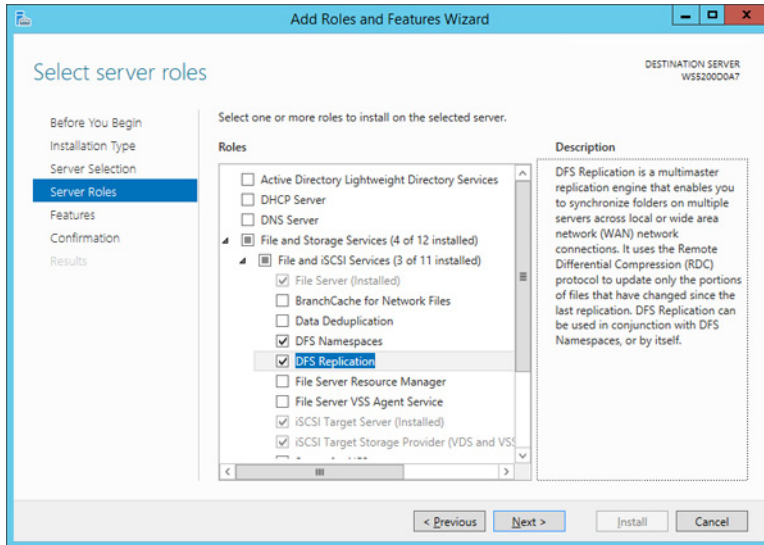 Add Roles and Features Wizard
Select server roles
DESTINATION SERVER
WS5200D0A7
Before You Begin
Installation Type
Server Selection
Server Roles
Features
Confirmation
Results
Select one or more roles to install on the selected server.
Roles
Active Directory Lightweight Directory Services
DHCP Server
DNS Server
File and Storage Services (4 of 12 installed)
File and iSCSI Services (3 of 11 installed)
File Server (Installed)
BranchCache for Network Files
Data Deduplication
DFS Namespaces
DFS Replication
File Server Resource Manager
File Server VSS Agent Service
iSCSI Target Server (Installed)
iSCSI Target Storage Provider (VDS and VSS
Description
DFS Replication is a multimaster
replication engine that enables you
to synchronize folders on multiple
servers across local or wide area
network (WAN) network
connections. It uses the Remote
Differential Compression (RDC)
protocol to update only the portions
of files that have changed since the
last replication. DFS Replication can
be used in conjunction with DFS
Namespaces, or by itself.
< Previous
Next >
Install
Cancel